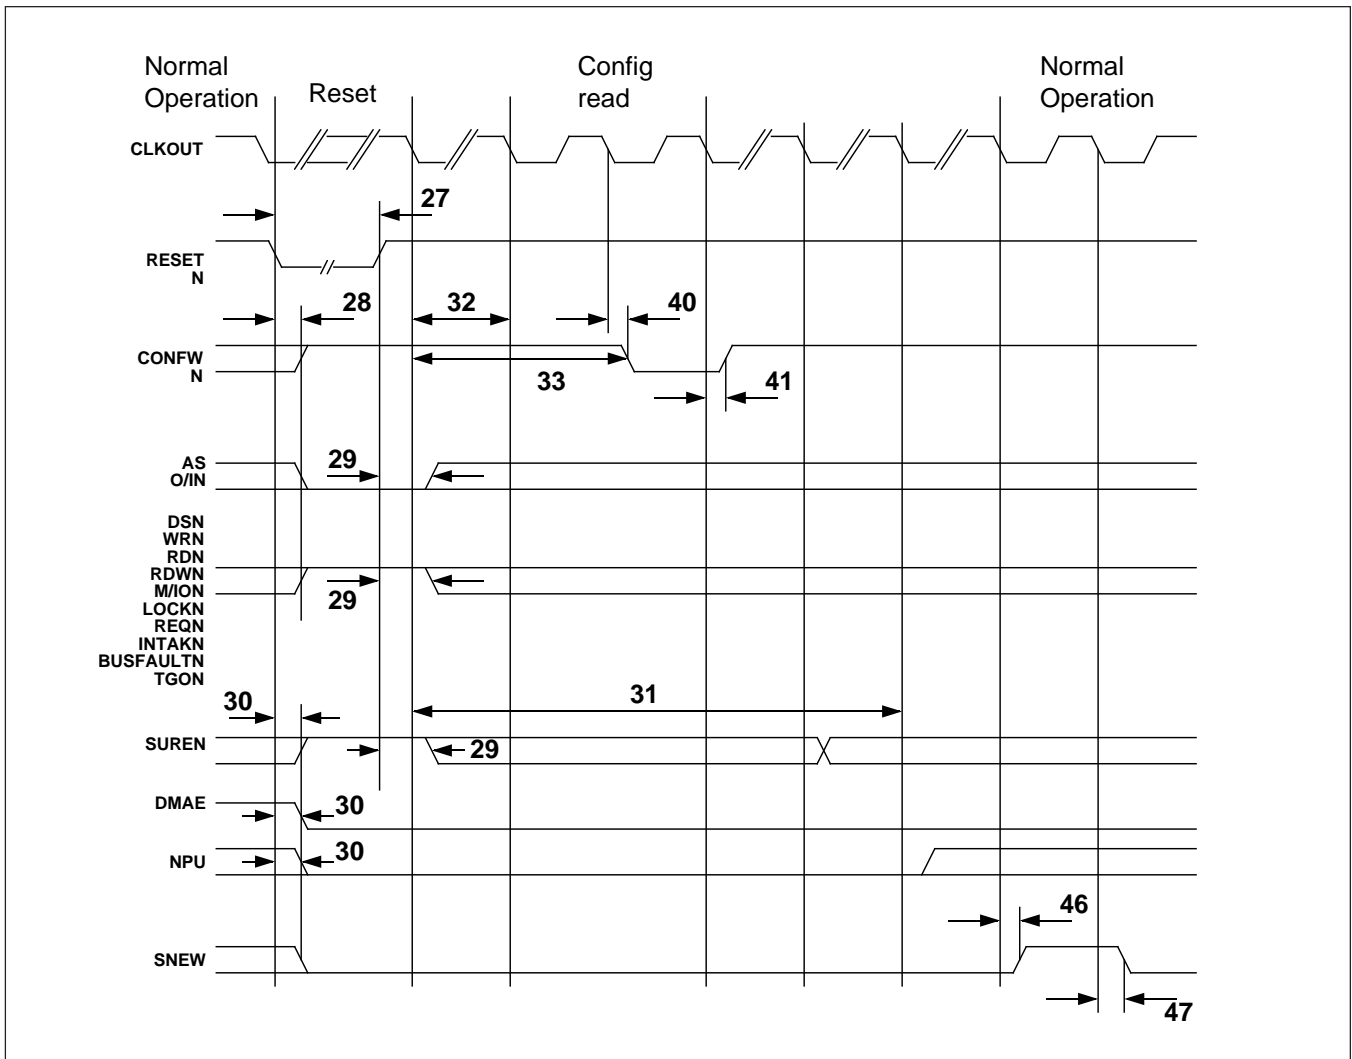 Normal
Operation
Reset
Config
read
Normal
Operation
CLKOUT
27
RESET
N
28
32
40
CONFW
N
33
41
AS
O/IN
29
DSN
WRN
RDN
RDWN
M/ION
LOCKN
REQN
INTAKN
BUSFAULTN
TGON
29
30
31
SUREN
29
DMAE
30
NPU
30
46
SNEW
47